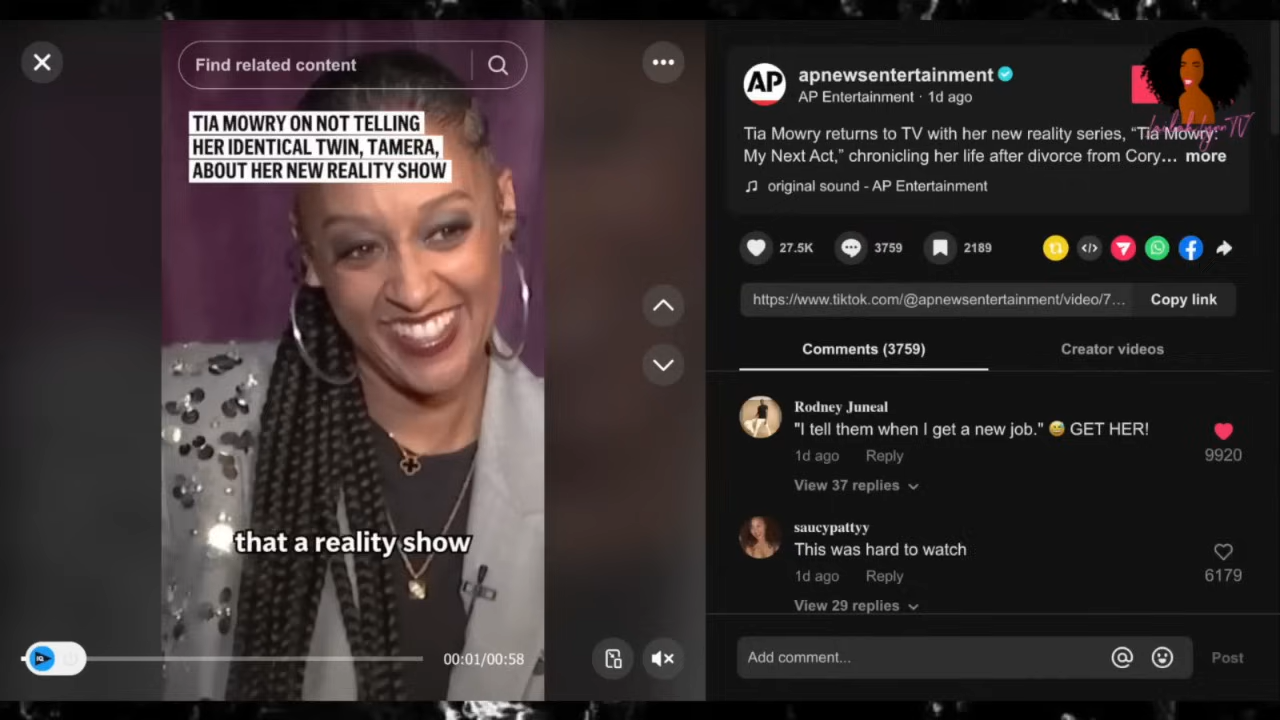 Find related content
TIA MOWRY ON NOT TELLING
HER IDENTICAL TWIN, TAMERA,
ABOUT HER NEW REALITY SHOW
that a reality show
00:01/00:58
AP
apnewsentertainment
AP Entertainment · 1d ago
Tia Mowry returns to TV with her new reality series, “Tia Mowry:
My Next Act,” chronicling her life after divorce from Cory... more
original sound - AP Entertainment
27.5K
3759
2189
https://www.tiktok.com/@apnewsentertainment/video/7...
Copy link
Comments (3759)
Creator videos
Rodney Juneal
"I tell them when I get a new job." 😅 GET HER!
1d ago Reply
9920
View 37 replies
saucypattyy
This was hard to watch
1d ago Reply
6179
View 29 replies
Add comment...
Post